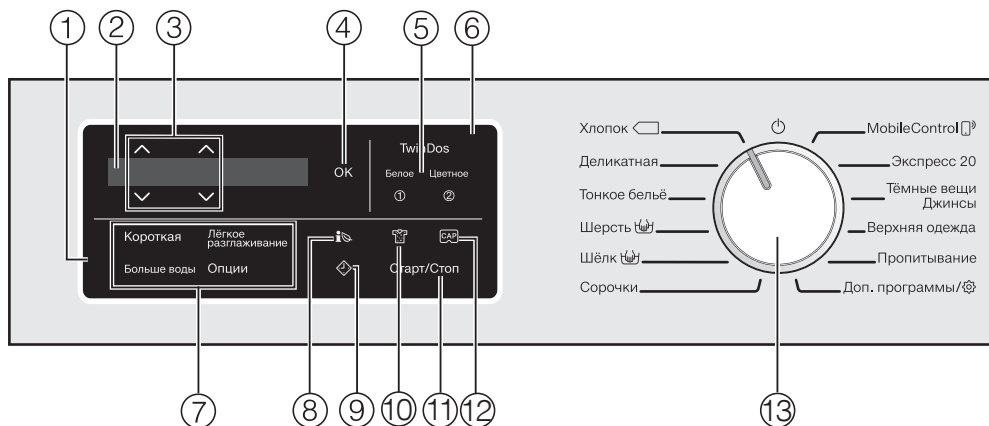 ① ② ③ ④ ⑤ ⑥
TwinDos
OK
Белое Цветное
① ②
Короткая Лёгкое
разглаживание
CAP
Больше воды Опции
Старт/Стоп
Хлопок
Деликатная
Тонкое бельё
Шерсть
Шёлк
Сорочки
MobileControl
Экспресс 20
Тёмные вещи
Джинсы
Верхняя одежда
Пропитывание
Доп. программы/
⑦ ⑧ ⑨ ⑩ ⑪ ⑫ ⑬